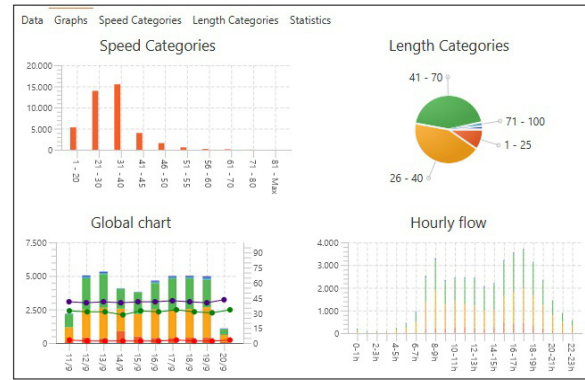 Data Graphs Speed Categories Length Categories Statistics
Speed Categories
20.000
15.000
10.000
5.000
0
1 - 20
21 - 30
31 - 40
41 - 45
46 - 50
51 - 55
56 - 60
61 - 70
71 - 80
81 - Max
Length Categories
41 - 70
71 - 100
1 - 25
26 - 40
Global chart
7.500
5.000
2.500
0
90
75
60
45
30
15
0
11/9
12/9
13/9
14/9
15/9
16/9
17/9
18/9
19/9
20/9
Hourly flow
4.000
3.000
2.000
1.000
0
0-1h
2-3h
4-5h
6-7h
8-9h
10-11h
12-13h
14-15h
16-17h
18-19h
20-21h
22-23h